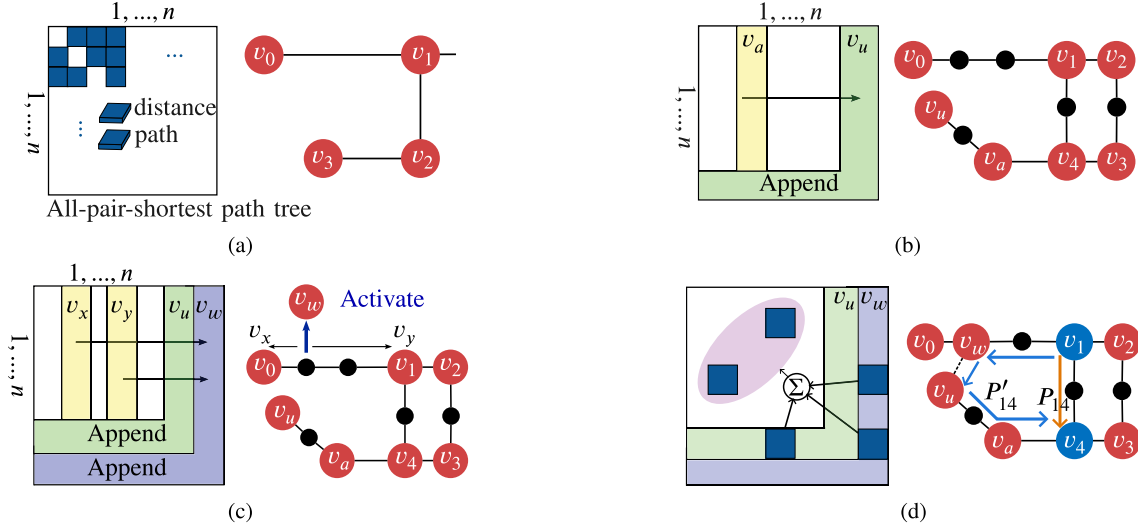 1, ..., n
1, ..., n
...
...
distance
path
All-pair-shortest path tree
v0
v1
v3
v2
(a)
1, ..., n
1, ..., n
va
vu
Append
v0
v1
v2
vu
va
v4
v3
(b)
1, ..., n
1, ..., n
vx
vy
vu
vw
Append
Append
vw
Activate
vx
vy
v0
v1
v2
vu
va
v4
v3
(c)
vu
vw
Σ
v0
vw
v1
v2
vu
P′14
P14
va
v4
v3
(d)